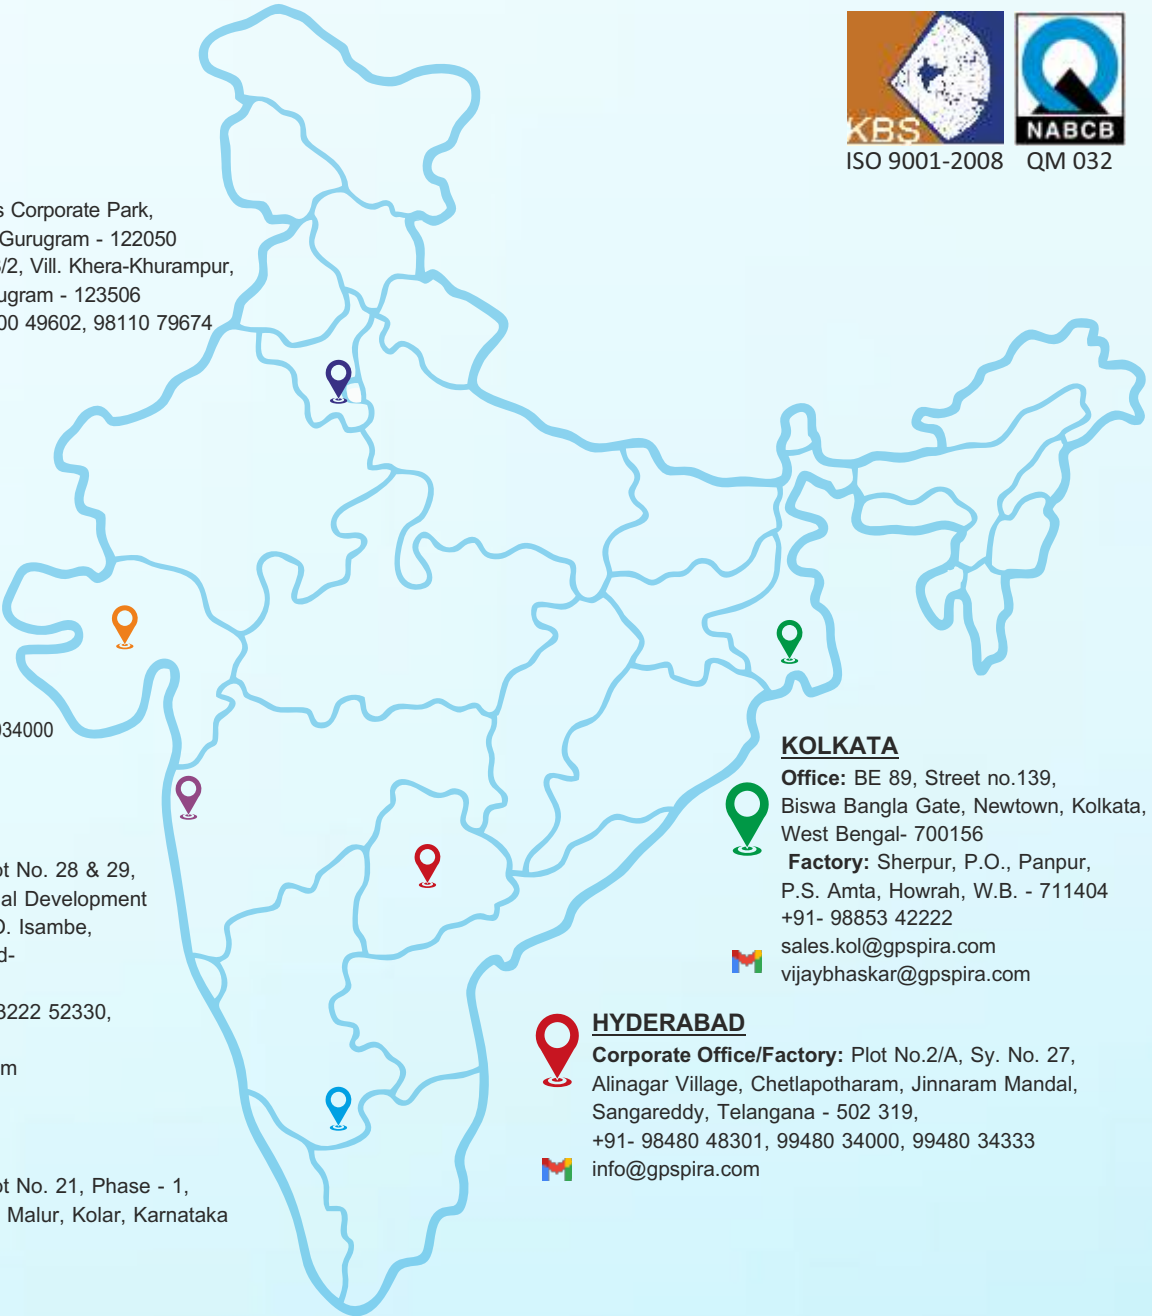 KBS
NABCB
ISO 9001-2008
QM 032
s Corporate Park,
Gurugram - 122050
/2, Vill. Khera-Khurampur,
ugram - 123506
00 49602, 98110 79674
034000
ot No. 28 & 29,
al Development
O. Isambe,
d-
3222 52330,
m
ot No. 21, Phase - 1,
Malur, Kolar, Karnataka
KOLKATA
Office: BE 89, Street no.139,
Biswa Bangla Gate, Newtown, Kolkata,
West Bengal- 700156
Factory: Sherpur, P.O., Panpur,
P.S. Amta, Howrah, W.B. - 711404
+91- 98853 42222
sales.kol@gpspira.com
vijaybhaskar@gpspira.com
HYDERABAD
Corporate Office/Factory: Plot No.2/A, Sy. No. 27,
Alinagar Village, Chetlapotharam, Jinnaram Mandal,
Sangareddy, Telangana - 502 319,
+91- 98480 48301, 99480 34000, 99480 34333
info@gpspira.com